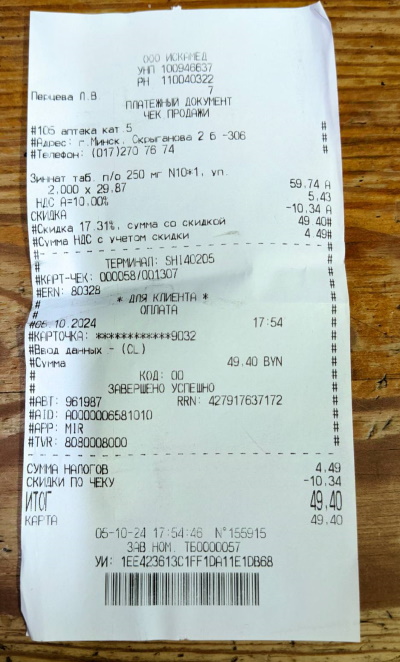 ООО ИСКАМЕД
УНП 100946637
РН 110040322
7
Перцева Л.В.
ПЛАТЕЖНЫЙ ДОКУМЕНТ
ЧЕК ПРОДАЖИ
#105 аптека кат.5 #
#Адрес: г.Минск, Скрыганова 2 Б -306 #
#Телефон: (017)270 76 74 #
Зиннат таб. п/о 250 мг N10*1, уп.
2.000 x 29.87 59.74 А
НДС А=10.00% 5.43
СКИДКА -10.34 А
#Скидка 17.31%, сумма со скидкой 49.40#
#Сумма НДС с учетом скидки 4.49#
#- #
# ТЕРМИНАЛ: SH140205 #
#КАРТ-ЧЕК: 000058/001307 #
#ERN: 80328 #
# * ДЛЯ КЛИЕНТА * #
# ОПЛАТА #
#05.10.2024 17:54 #
#КАРТОЧКА: ************9032 #
#Ввод данных - (CL) #
#Сумма 49.40 BYN #
# КОД: 00 #
# ЗАВЕРШЕНО УСПЕШНО #
#АВТ: 961987 RRN: 427917637172 #
#AID: A0000006581010 #
#APP: MIR #
#TVR: 8080008000 #
СУММА НАЛОГОВ 4.49
СКИДКИ ПО ЧЕКУ -10.34
ИТОГ 49.40
КАРТА 49.40
05-10-24 17:54:46 N°155915
ЗАВ НОМ. ТБ0000057
УИ: 1EE423613C1FF1DA11E1DB68